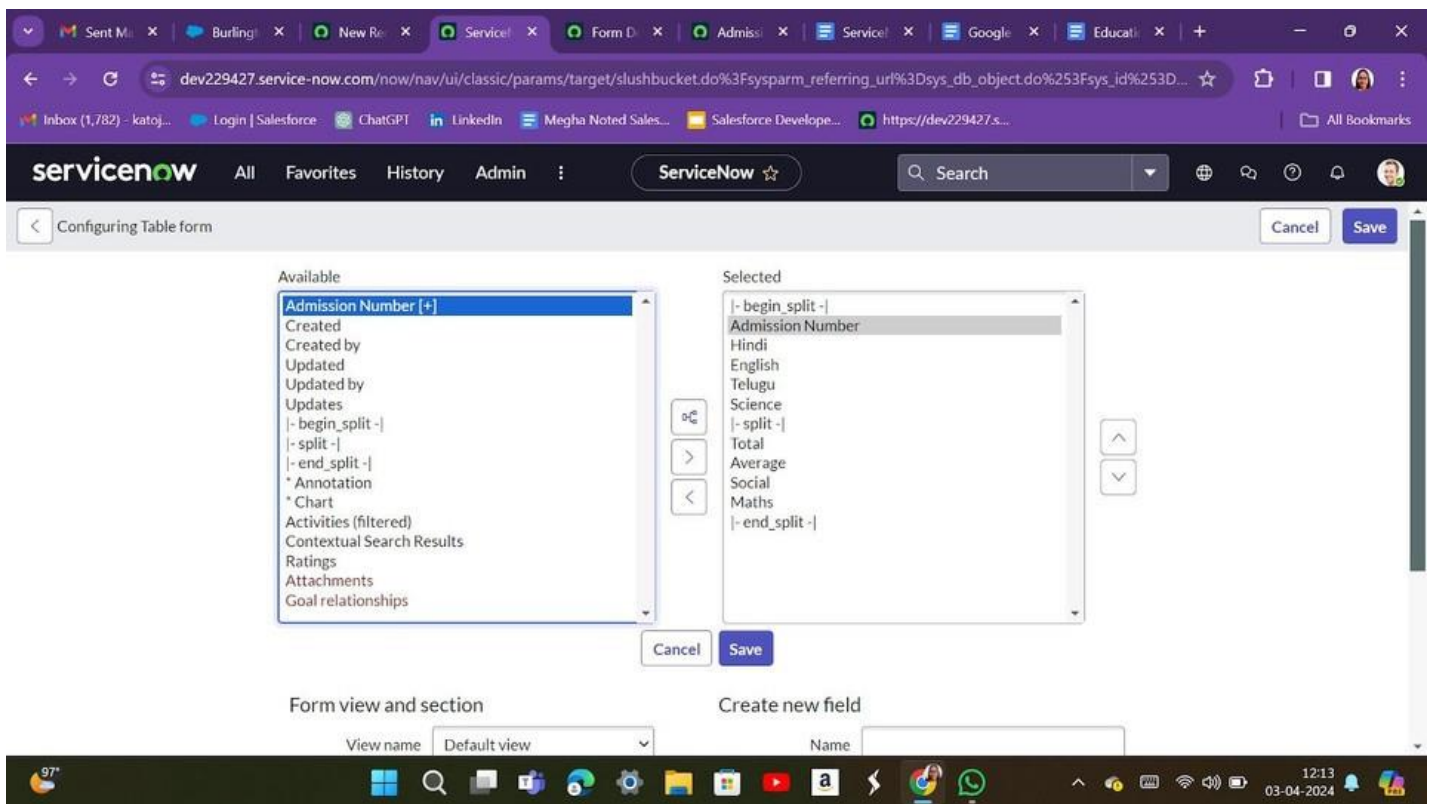 Sent Ma
Burlingt
New Re
Service
Form D
Admissi
Service
Google
Educati
dev229427.service-now.com/now/nav/ui/classic/params/target/slushbucket.do%3Fsysparm_referring_url%3Dsys_db_object.do%253Fsys_id%253D...
Inbox (1,782) - katoj...
Login | Salesforce
ChatGPT
LinkedIn
Megha Noted Sales...
Salesforce Develope...
https://dev229427.s...
All Bookmarks
servicenow
All
Favorites
History
Admin
ServiceNow
Search
Configuring Table form
Cancel
Save
Available
Admission Number [+]
Created
Created by
Updated
Updated by
Updates
|- begin_split -|
|- split -|
|- end_split -|
* Annotation
* Chart
Activities (filtered)
Contextual Search Results
Ratings
Attachments
Goal relationships
Selected
|- begin_split -|
Admission Number
Hindi
English
Telugu
Science
|- split -|
Total
Average
Social
Maths
|- end_split -|
Cancel
Save
Form view and section
View name
Default view
Create new field
Name
97°
12:13
03-04-2024